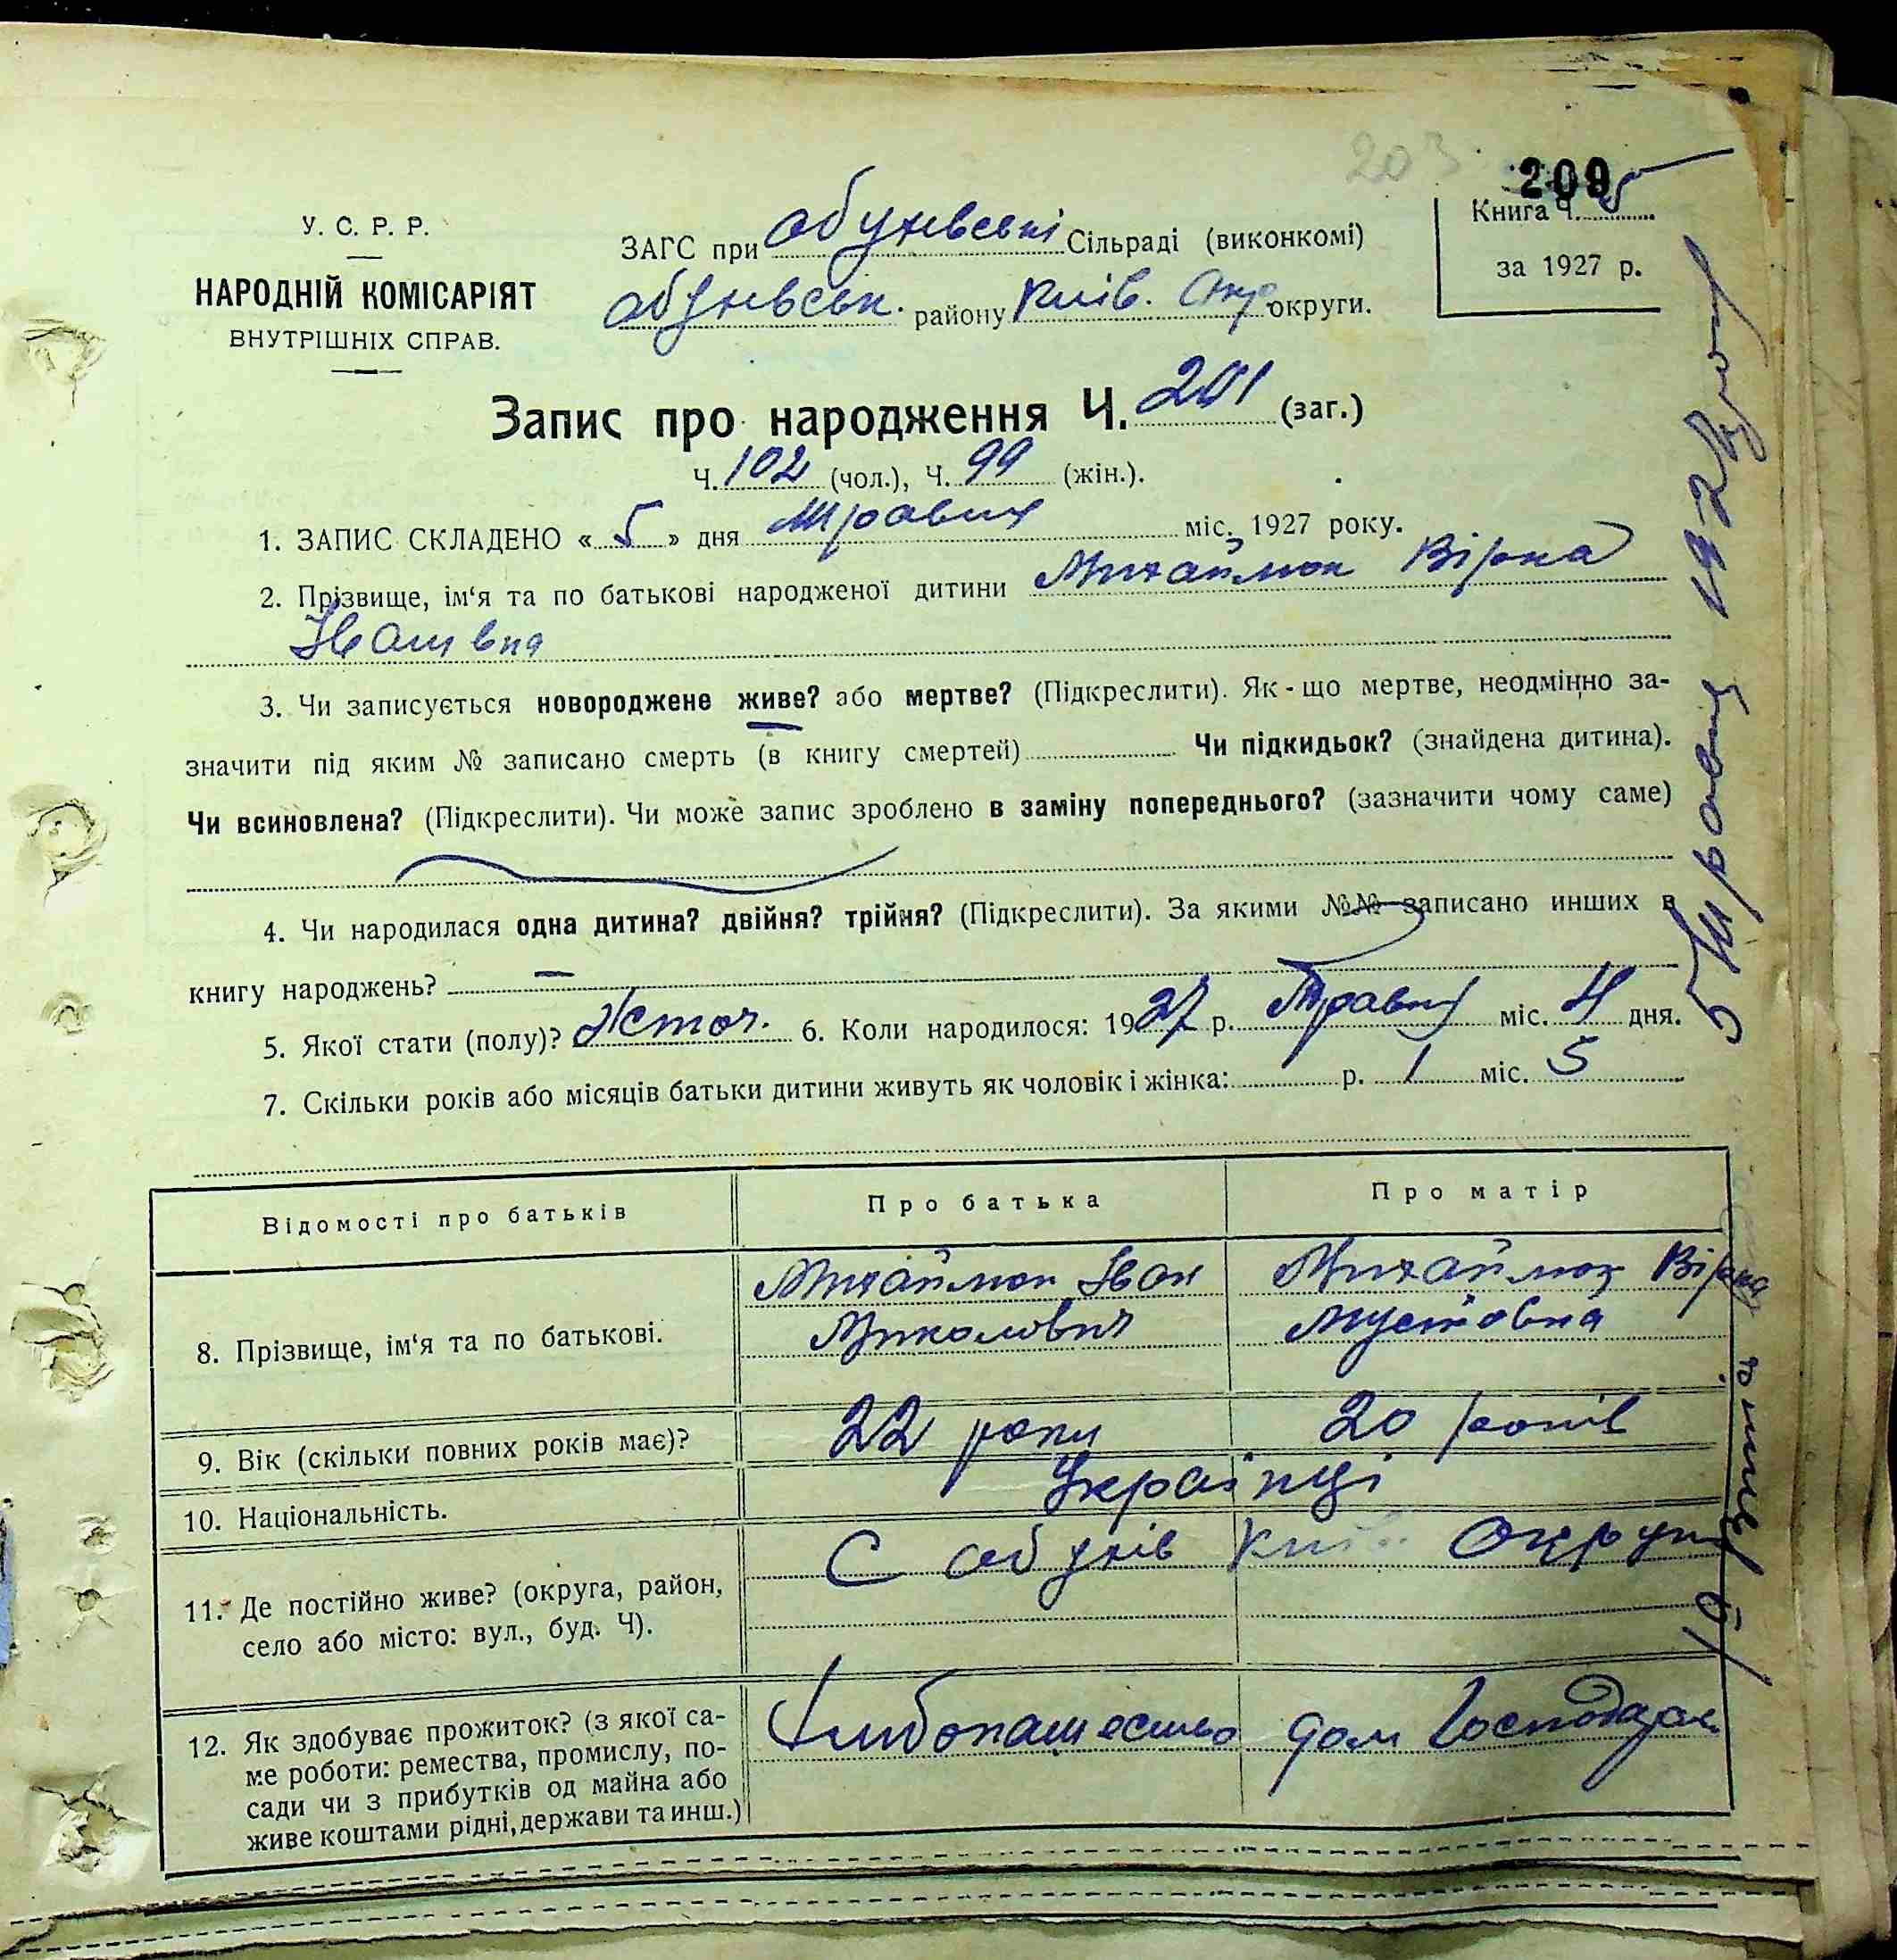 203
209
У. С. Р. Р.
НАРОДНІЙ КОМІСАРІЯТ
ВНУТРІШНІХ СПРАВ.
ЗАГС при Обухівській Сільраді (виконкомі)
Обухівськ. району Київ. Окр округи.
Книга Ч. 5
за 1927 р.
Запис про народження Ч. 201 (заг.)
Ч. 102 (чол.), Ч. 99 (жін.).
1. ЗАПИС СКЛАДЕНО « 5 » дня Травня міс. 1927 року.
2. Прізвище, ім‘я та по батькові народженої дитини Михайлюк Вірка
Іванівна
3. Чи записується новороджене живе? або мертве? (Підкреслити). Як-що мертве, неодмінно за-
значити під яким № записано смерть (в книгу смертей) Чи підкидьок? (знайдена дитина).
Чи всиновлена? (Підкреслити). Чи може запис зроблено в заміну попереднього? (зазначити чому саме)
4. Чи народилася одна дитина? двійня? трійня? (Підкреслити). За якими №№ записано инших в
книгу народжень?
5. Якої стати (полу)? Жіноч. 6. Коли народилося: 1927 р. Травня міс. 4 дня.
7. Скільки років або місяців батьки дитини живуть як чоловік і жінка: р. 1 міс. 5
Відомості про батьків
Про батька
Про матір
8. Прізвище, ім‘я та по батькові.
Михайлюк Іван
Миколович
Михайлюк Вірка
9. Вік (скільки повних років має)?
22 роки
20 років
10. Національність.
Українці
11. Де постійно живе? (округа, район,
село або місто: вул., буд. Ч).
С Обухів Київ Округи
12. Як здобуває прожиток? (з якої са-
ме роботи: ремества, промислу, по-
сади чи з прибутків од майна або
живе коштами рідні, держави та инш.)
Хлібопашество
дом Господарк.
5 Травня 1927 року